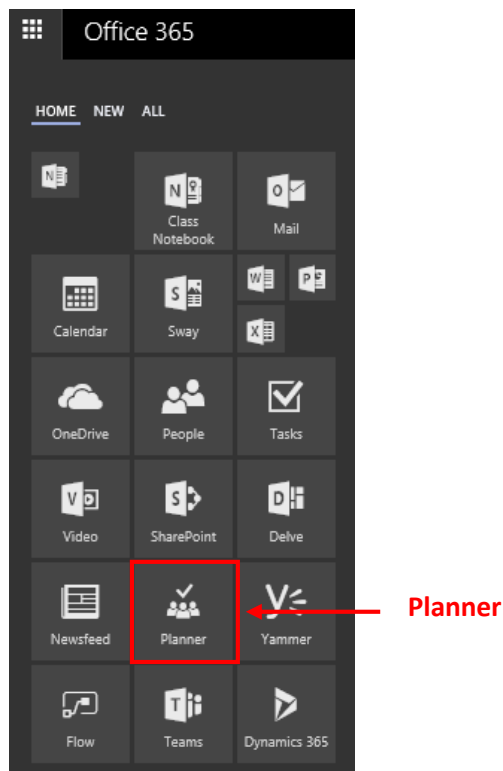 Office 365
HOME NEW ALL
N
N
Class
Notebook
O
Mail
Calendar
S
Sway
W
P
X
OneDrive
People
Tasks
V
Video
S
SharePoint
D
Delve
Newsfeed
Planner
Yammer
Planner
Flow
T
Teams
Dynamics 365